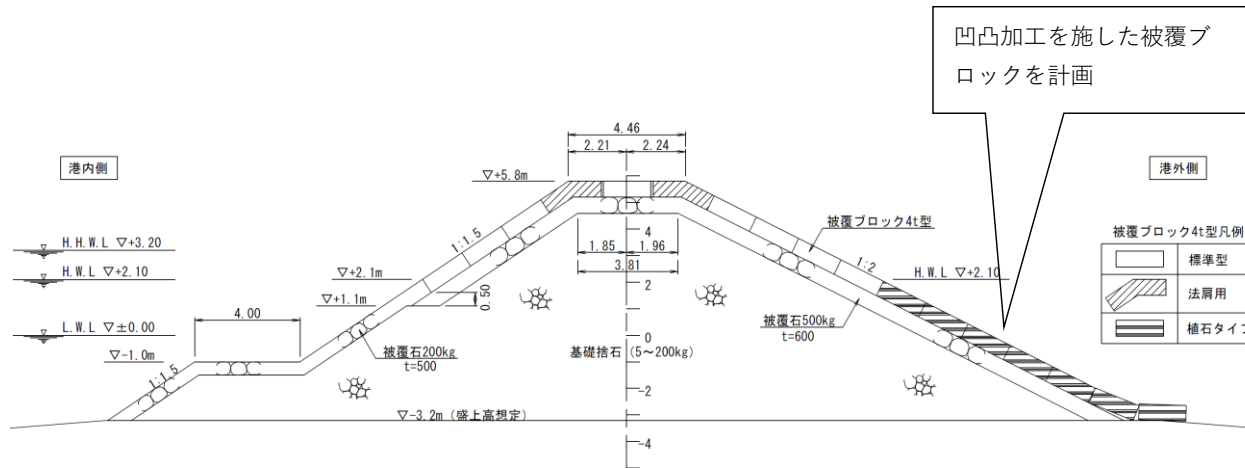 凹凸加工を施した被覆ブ
ロックを計画
4.46
2.21
2.24
港内側
港外側
▽+5.8m
被覆ブロック4t型
被覆ブロック4t型凡例
標準型
法肩用
植石タイプ
H.H.W.L ▽+3.20
H.W.L ▽+2.10
L.W.L ▽±0.00
1:1.5
4
1.85
1.96
3.81
1:2
H.W.L ▽+2.10
▽+2.1m
▽+1.1m
0.50
2
4.00
0
▽-1.0m
1:1.5
被覆石200kg
t=500
基礎捨石 (5~200kg)
被覆石500kg
t=600
-2
▽-3.2m (盛上高想定)
-4